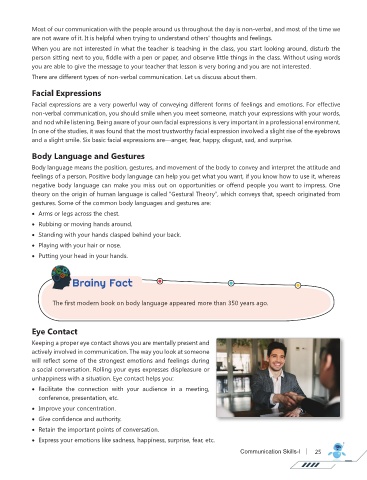 Most of our communication with the people around us throughout the day is non-verbal, and most of the time we
are not aware of it. It is helpful when trying to understand others' thoughts and feelings.
When you are not interested in what the teacher is teaching in the class, you start looking around, disturb the
person sitting next to you, fiddle with a pen or paper, and observe little things in the class. Without using words
you are able to give the message to your teacher that lesson is very boring and you are not interested.
There are different types of non-verbal communication. Let us discuss about them.
Facial Expressions
Facial expressions are a very powerful way of conveying different forms of feelings and emotions. For effective
non-verbal communication, you should smile when you meet someone, match your expressions with your words,
and nod while listening. Being aware of your own facial expressions is very important in a professional environment.
In one of the studies, it was found that the most trustworthy facial expression involved a slight rise of the eyebrows
and a slight smile. Six basic facial expressions are—anger, fear, happy, disgust, sad, and surprise.
Body Language and Gestures
Body language means the position, gestures, and movement of the body to convey and interpret the attitude and
feelings of a person. Positive body language can help you get what you want, if you know how to use it, whereas
negative body language can make you miss out on opportunities or offend people you want to impress. One
theory on the origin of human language is called "Gestural Theory", which conveys that, speech originated from
gestures. Some of the common body languages and gestures are:
• Arms or legs across the chest.
• Rubbing or moving hands around.
• Standing with your hands clasped behind your back.
• Playing with your hair or nose.
• Putting your head in your hands.
Brainy Fact
The first modern book on body language appeared more than 350 years ago.
Eye Contact
Keeping a proper eye contact shows you are mentally present and
actively involved in communication. The way you look at someone
will reflect some of the strongest emotions and feelings during
a social conversation. Rolling your eyes expresses displeasure or
unhappiness with a situation. Eye contact helps you:
• Facilitate the connection with your audience in a meeting,
conference, presentation, etc.
• Improve your concentration.
• Give confidence and authority.
• Retain the important points of conversation.
• Express your emotions like sadness, happiness, surprise, fear, etc.
Communication Skills-I | 25